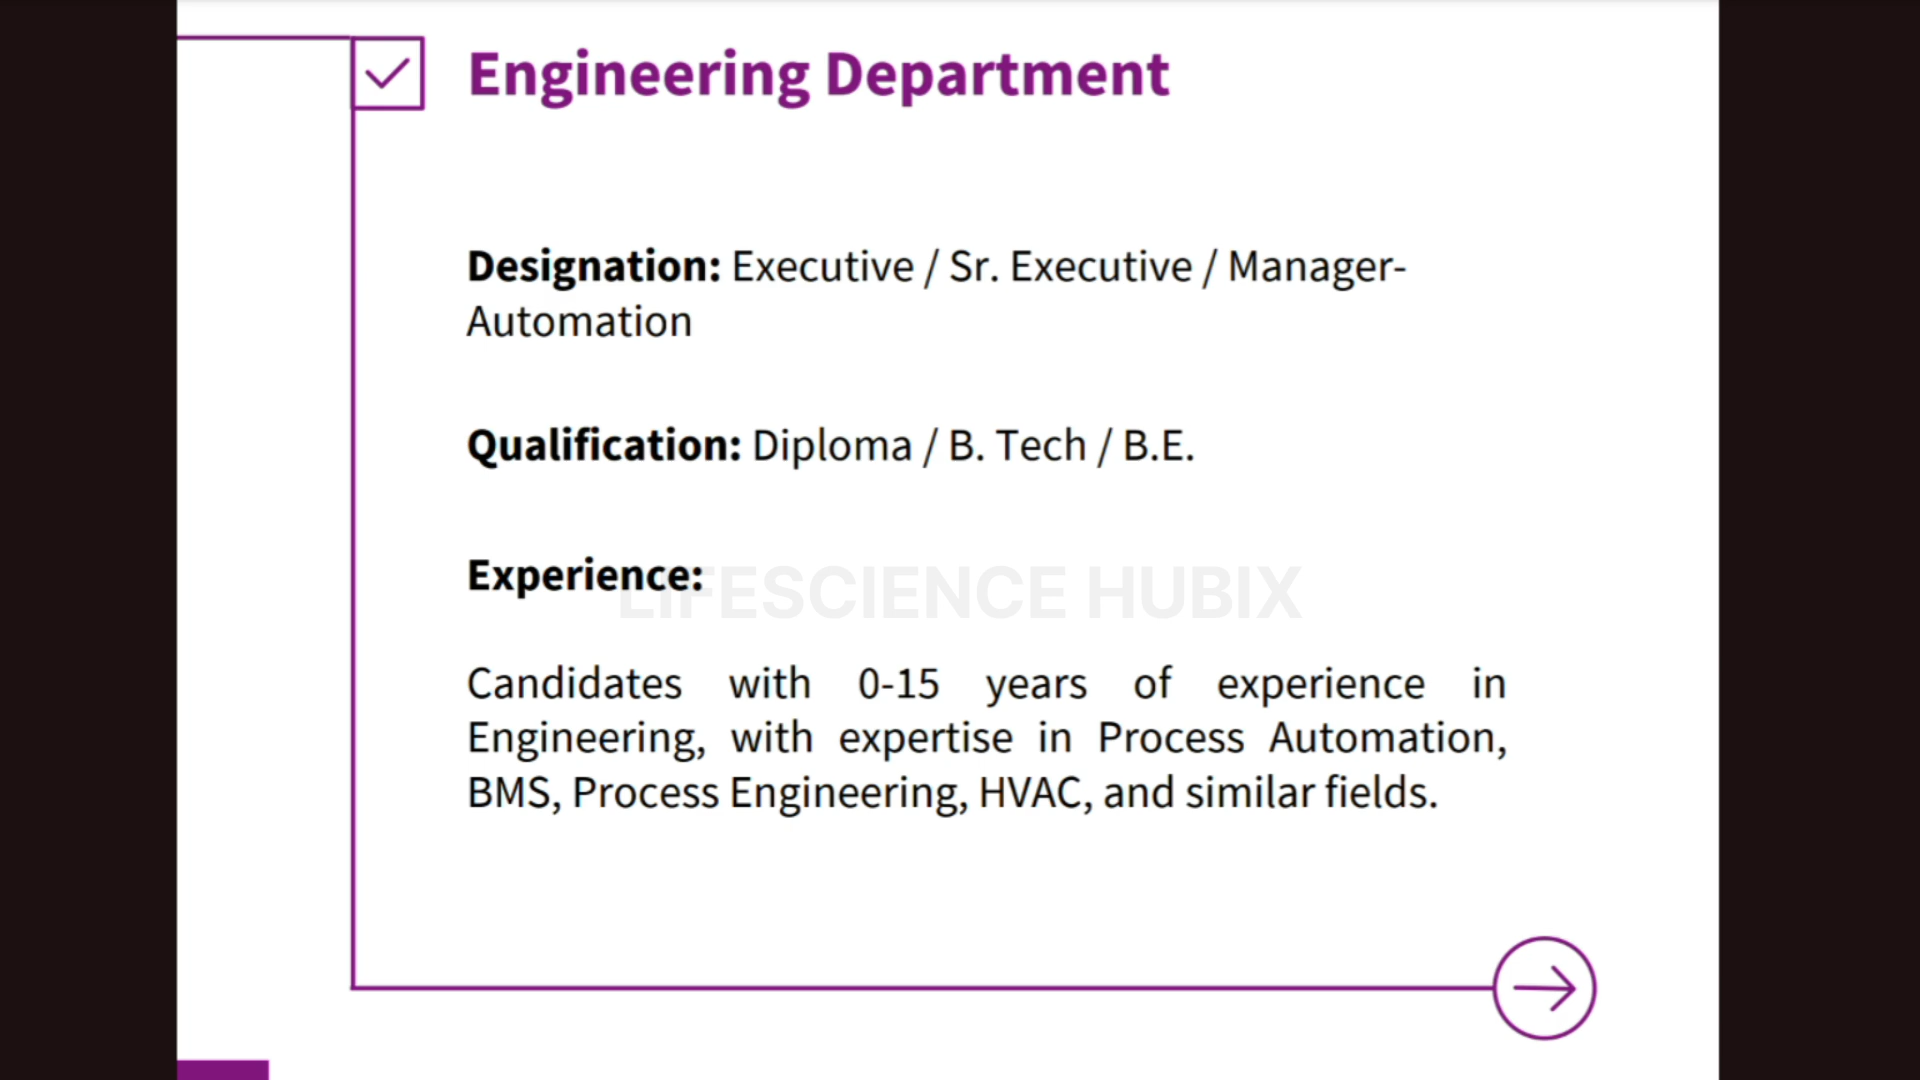 Engineering Department
Designation: Executive / Sr. Executive / Manager-
Automation
Qualification: Diploma / B. Tech / B.E.
Experience:
LIFESCIENCE HUBIX
Candidates with 0-15 years of experience in
Engineering, with expertise in Process Automation,
BMS, Process Engineering, HVAC, and similar fields.